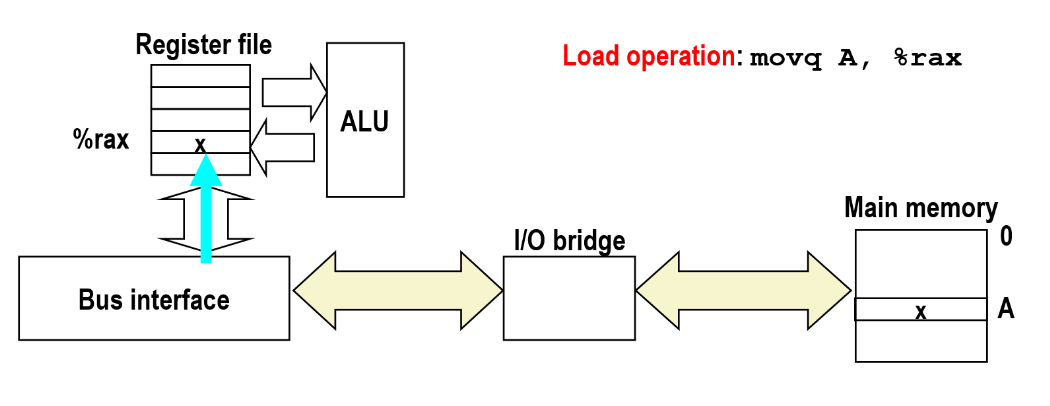 Register file
Load operation: movq A, %rax
ALU
%rax
x
Main memory
0
I/O bridge
Bus interface
x
A